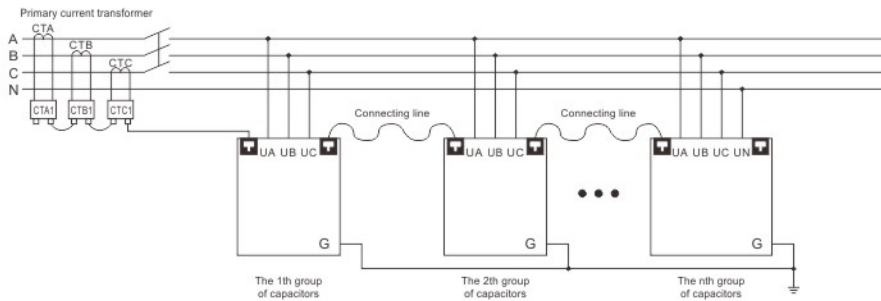 Primary current transformer
CTA
CTB
CTC
A
B
C
N
CTA1 CTB1 CTC1
Connecting line Connecting line
UA UB UC UA UB UC UA UB UC UN
G G G
The 1th group of capacitors
The 2th group of capacitors
The nth group of capacitors